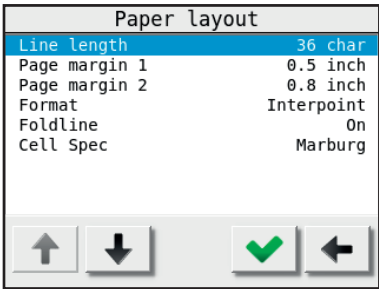 Paper layout
Line length 36 char
Page margin 1 0.5 inch
Page margin 2 0.8 inch
Format Interpoint
Foldline On
Cell Spec Marburg